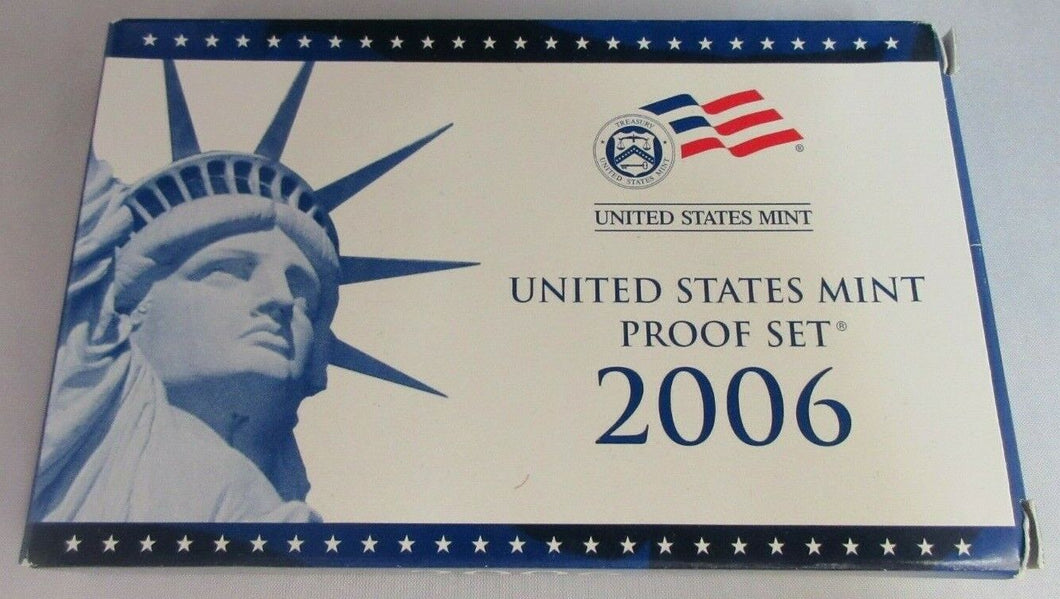 TREASURY
UNITED STATES MINT
®
UNITED STATES MINT
UNITED STATES MINT
PROOF SET®
2006